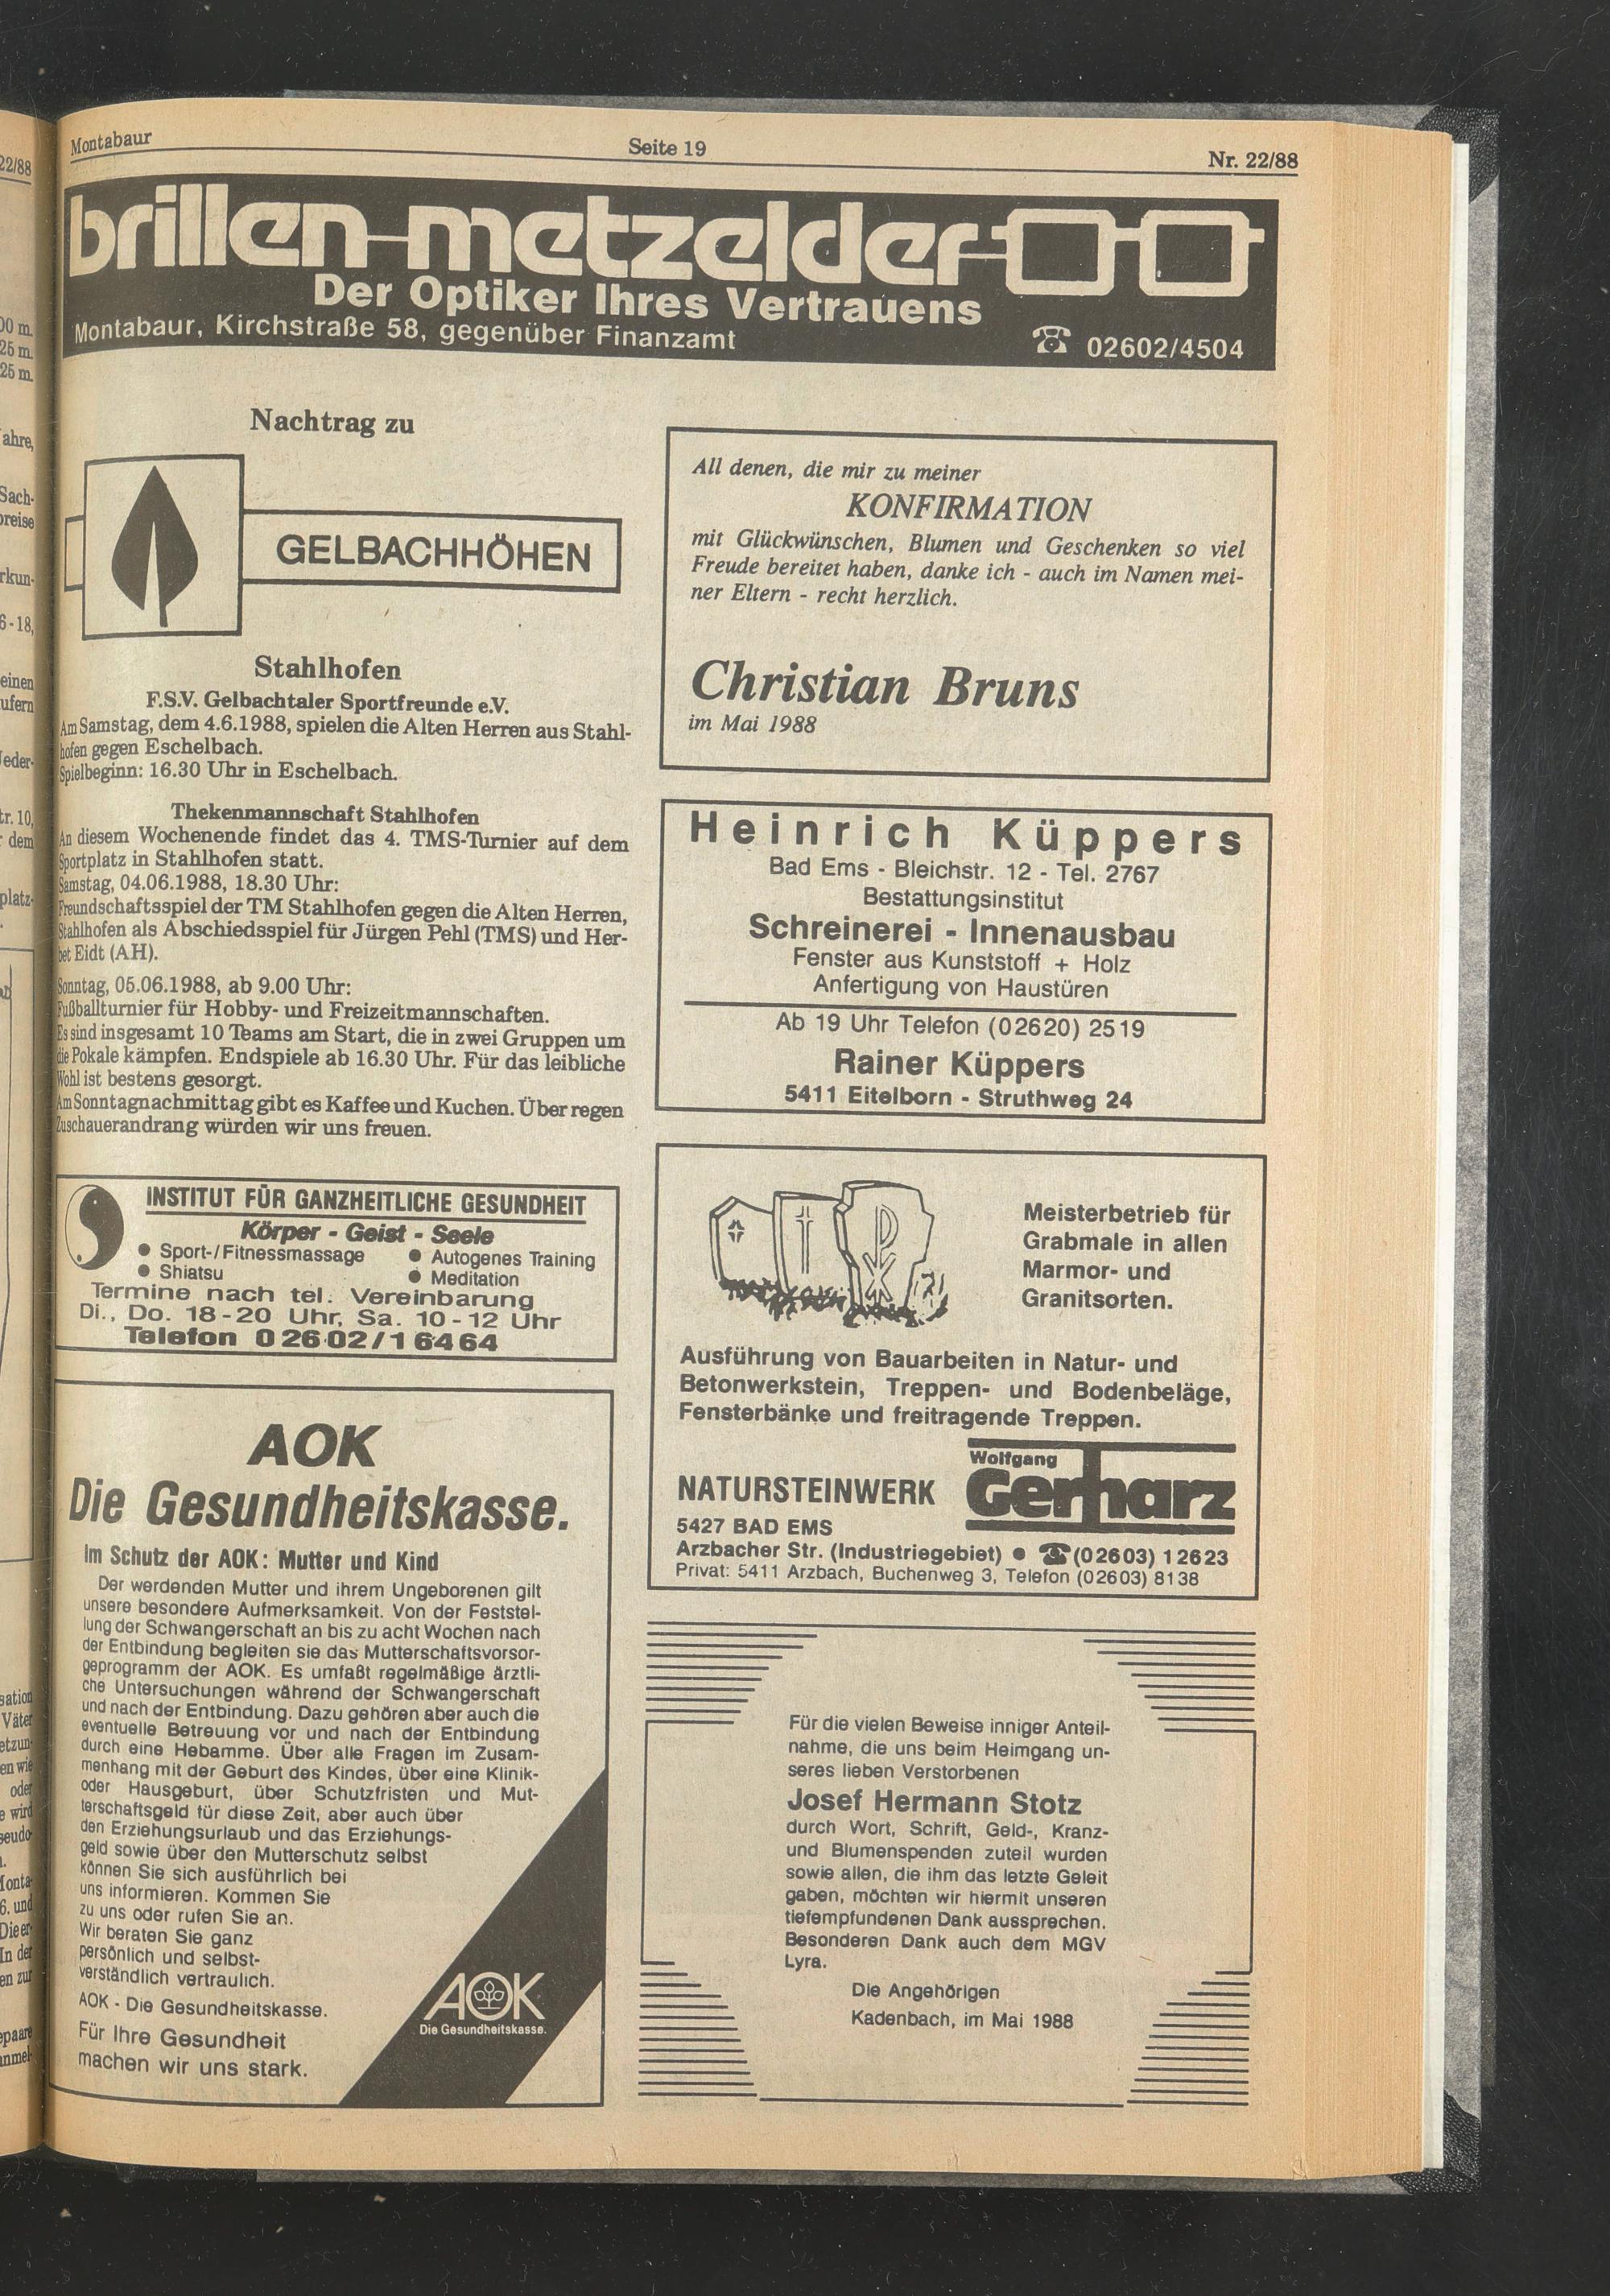 Montabaur
Seite 19
Nr. 22/88
brillen-metzelder
Der Optiker Ihres Vertrauens
Montabaur, Kirchstraße 58, gegenüber Finanzamt
☎ 02602/4504
Nachtrag zu
GELBACHHÖHEN
Stahlhofen
F.S.V. Gelbachtaler Sportfreunde e.V.
Am Samstag, dem 4.6.1988, spielen die Alten Herren aus Stahl-
hofen gegen Eschelbach.
Spielbeginn: 16.30 Uhr in Eschelbach.
Thekenmannschaft Stahlhofen
An diesem Wochenende findet das 4. TMS-Turnier auf dem
Sportplatz in Stahlhofen statt.
Samstag, 04.06.1988, 18.30 Uhr:
Freundschaftsspiel der TM Stahlhofen gegen die Alten Herren,
Stahlhofen als Abschiedsspiel für Jürgen Pehl (TMS) und Her-
bet Eidt (AH).
Sonntag, 05.06.1988, ab 9.00 Uhr:
Fußballturnier für Hobby- und Freizeitmannschaften.
Es sind insgesamt 10 Teams am Start, die in zwei Gruppen um
die Pokale kämpfen. Endspiele ab 16.30 Uhr. Für das leibliche
Wohl ist bestens gesorgt.
Am Sonntagnachmittag gibt es Kaffee und Kuchen. Über regen
Zuschauerandrang würden wir uns freuen.
INSTITUT FÜR GANZHEITLICHE GESUNDHEIT
Körper - Geist - Seele
● Sport-/Fitnessmassage ● Autogenes Training
● Shiatsu ● Meditation
Termine nach tel. Vereinbarung
Di., Do. 18-20 Uhr, Sa. 10-12 Uhr
Telefon 02602/16464
AOK
Die Gesundheitskasse.
Im Schutz der AOK: Mutter und Kind
Der werdenden Mutter und ihrem Ungeborenen gilt
unsere besondere Aufmerksamkeit. Von der Feststel-
lung der Schwangerschaft an bis zu acht Wochen nach
der Entbindung begleiten sie das Mutterschaftsvorsor-
geprogramm der AOK. Es umfaßt regelmäßige ärztli-
che Untersuchungen während der Schwangerschaft
und nach der Entbindung. Dazu gehören aber auch die
eventuelle Betreuung vor und nach der Entbindung
durch eine Hebamme. Über alle Fragen im Zusam-
menhang mit der Geburt des Kindes, über eine Klinik-
oder Hausgeburt, über Schutzfristen und Mut-
terschaftsgeld für diese Zeit, aber auch über
den Erziehungsurlaub und das Erziehungs-
geld sowie über den Mutterschutz selbst
können Sie sich ausführlich bei
uns informieren. Kommen Sie
zu uns oder rufen Sie an.
Wir beraten Sie ganz
persönlich und selbst-
verständlich vertraulich.
AOK - Die Gesundheitskasse.
Für Ihre Gesundheit
machen wir uns stark.
AOK
Die Gesundheitskasse.
All denen, die mir zu meiner
KONFIRMATION
mit Glückwünschen, Blumen und Geschenken so viel
Freude bereitet haben, danke ich - auch im Namen mei-
ner Eltern - recht herzlich.
Christian Bruns
im Mai 1988
Heinrich Küppers
Bad Ems - Bleichstr. 12 - Tel. 2767
Bestattungsinstitut
Schreinerei - Innenausbau
Fenster aus Kunststoff + Holz
Anfertigung von Haustüren
Ab 19 Uhr Telefon (02620) 2519
Rainer Küppers
5411 Eitelborn - Struthweg 24
Meisterbetrieb für
Grabmale in allen
Marmor- und
Granitsorten.
Ausführung von Bauarbeiten in Natur- und
Betonwerkstein, Treppen- und Bodenbeläge,
Fensterbänke und freitragende Treppen.
NATURSTEINWERK
Wolfgang
Gerharz
5427 BAD EMS
Arzbacher Str. (Industriegebiet) ● ☎ (02603) 12623
Privat: 5411 Arzbach, Buchenweg 3, Telefon (02603) 8138
Für die vielen Beweise inniger Anteil-
nahme, die uns beim Heimgang un-
seres lieben Verstorbenen
Josef Hermann Stotz
durch Wort, Schrift, Geld-, Kranz-
und Blumenspenden zuteil wurden
sowie allen, die ihm das letzte Geleit
gaben, möchten wir hiermit unseren
tiefempfundenen Dank aussprechen.
Besonderen Dank auch dem MGV
Lyra.
Die Angehörigen
Kadenbach, im Mai 1988